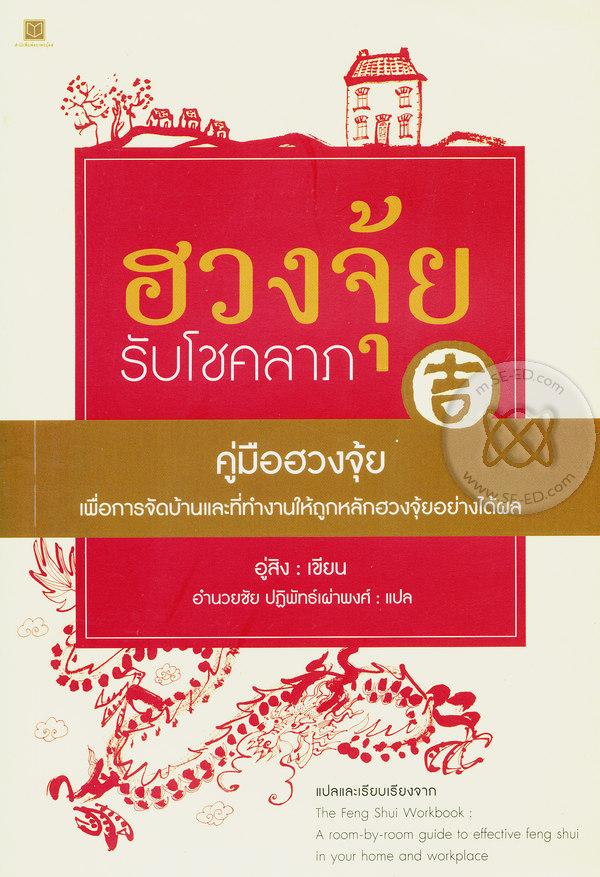 ฮวงจุ้ย
รับโชคลาภ
吉
คู่มือฮวงจุ้ย
เพื่อการจัดบ้านและที่ทำงานให้ถูกหลักฮวงจุ้ยอย่างได้ผล
อู่สิง : เขียน
อำนวยชัย ปฏิพัทธ์เผ่าพงศ์ : แปล
แปลและเรียบเรียงจาก
The Feng Shui Workbook :
A room-by-room guide to effective feng shui
in your home and workplace
www.SE-ED.com